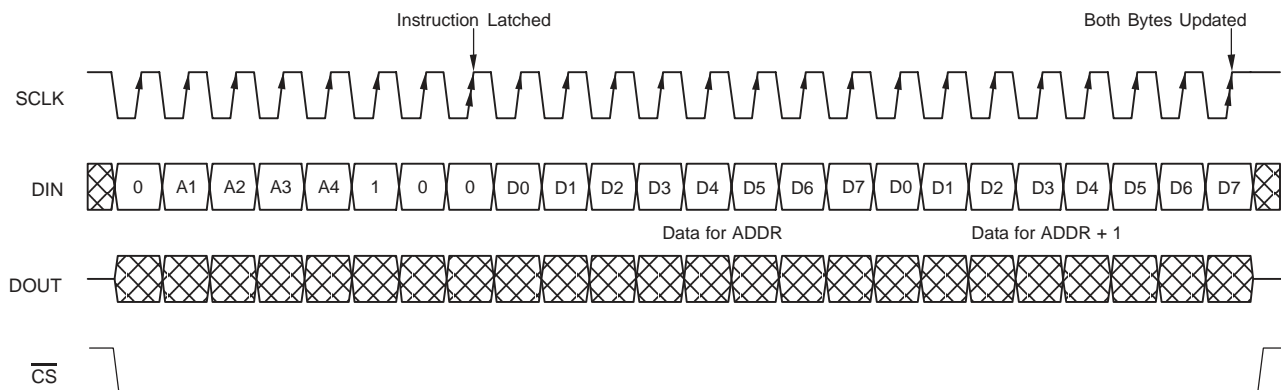 Instruction Latched Both Bytes Updated
SCLK
DIN 0 A1 A2 A3 A4 1 0 0 D0 D1 D2 D3 D4 D5 D6 D7 D0 D1 D2 D3 D4 D5 D6 D7
Data for ADDR Data for ADDR + 1
DOUT
CS